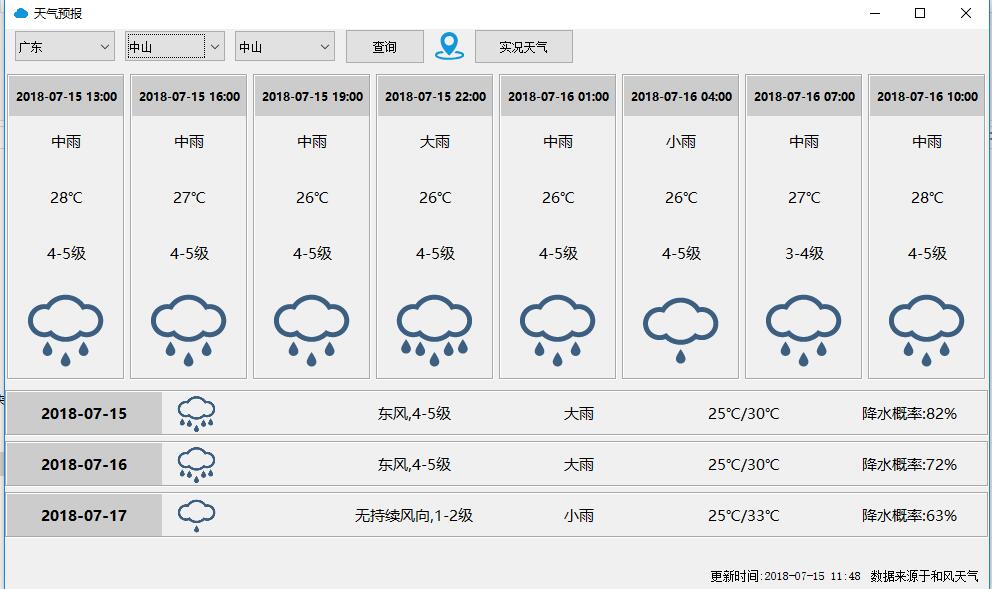 天气预报
广东 中山 中山 查询 实况天气
2018-07-15 13:00 2018-07-15 16:00 2018-07-15 19:00 2018-07-15 22:00 2018-07-16 01:00 2018-07-16 04:00 2018-07-16 07:00 2018-07-16 10:00
中雨 中雨 中雨 大雨 中雨 小雨 中雨 中雨
28℃ 27℃ 26℃ 26℃ 26℃ 26℃ 27℃ 28℃
4-5级 4-5级 4-5级 4-5级 4-5级 4-5级 3-4级 4-5级
2018-07-15 东风,4-5级 大雨 25℃/30℃ 降水概率:82%
2018-07-16 东风,4-5级 大雨 25℃/30℃ 降水概率:72%
2018-07-17 无持续风向,1-2级 小雨 25℃/33℃ 降水概率:63%
更新时间:2018-07-15 11:48 数据来源于和风天气